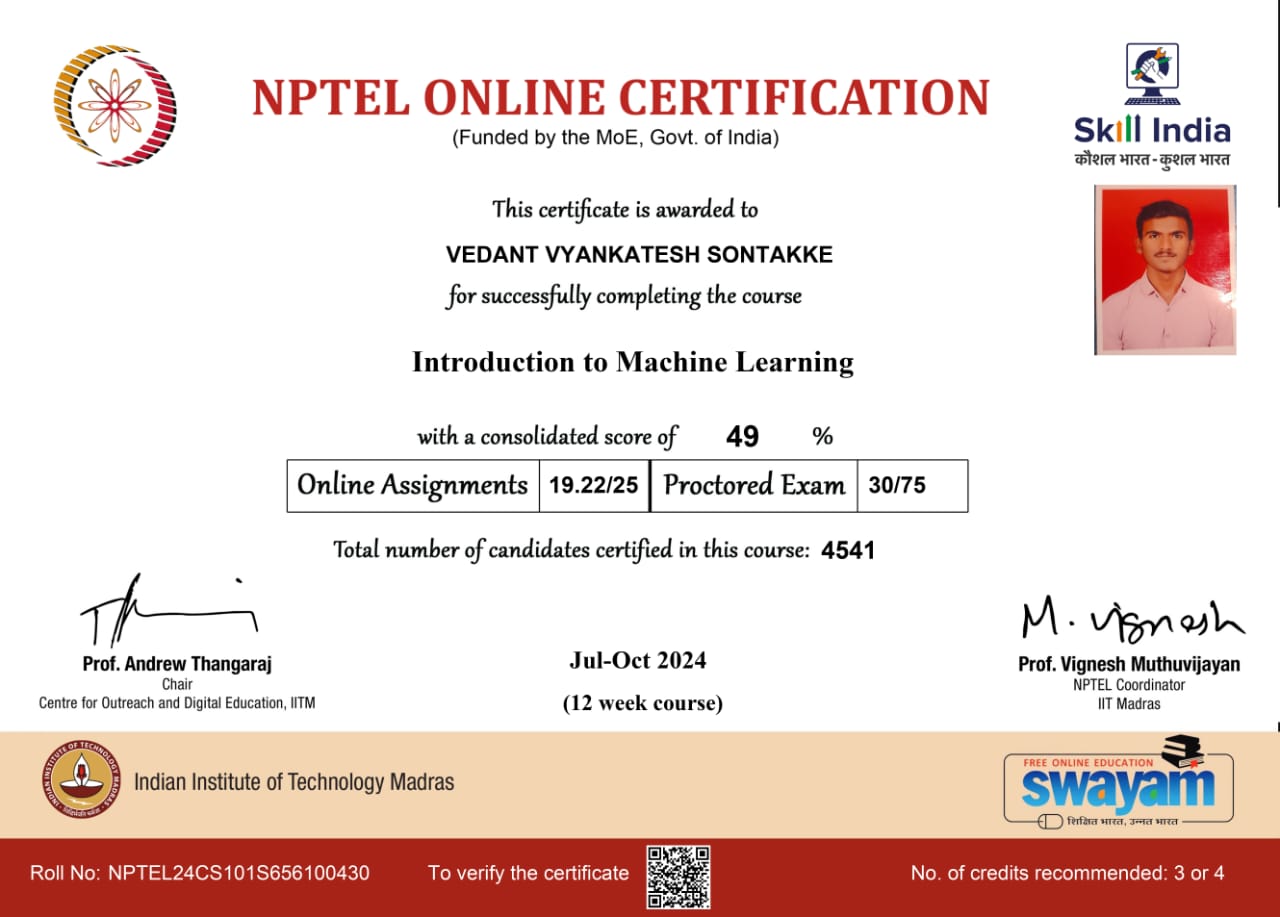 NPTEL ONLINE CERTIFICATION
(Funded by the MoE, Govt. of India)
Skill India
कौशल भारत - कुशल भारत
This certificate is awarded to
VEDANT VYANKATESH SONTAKKE
for successfully completing the course
Introduction to Machine Learning
with a consolidated score of 49 %
Online Assignments 19.22/25 Proctored Exam 30/75
Total number of candidates certified in this course: 4541
M. Vignesh
Prof. Andrew Thangaraj
Chair
Centre for Outreach and Digital Education, IITM
Jul-Oct 2024
(12 week course)
Prof. Vignesh Muthuvijayan
NPTEL Coordinator
IIT Madras
INDIAN INSTITUTE OF TECHNOLOGY MADRAS
Indian Institute of Technology Madras
FREE ONLINE EDUCATION
swayam
शिक्षित भारत, उन्नत भारत
Roll No: NPTEL24CS101S656100430
To verify the certificate
No. of credits recommended: 3 or 4